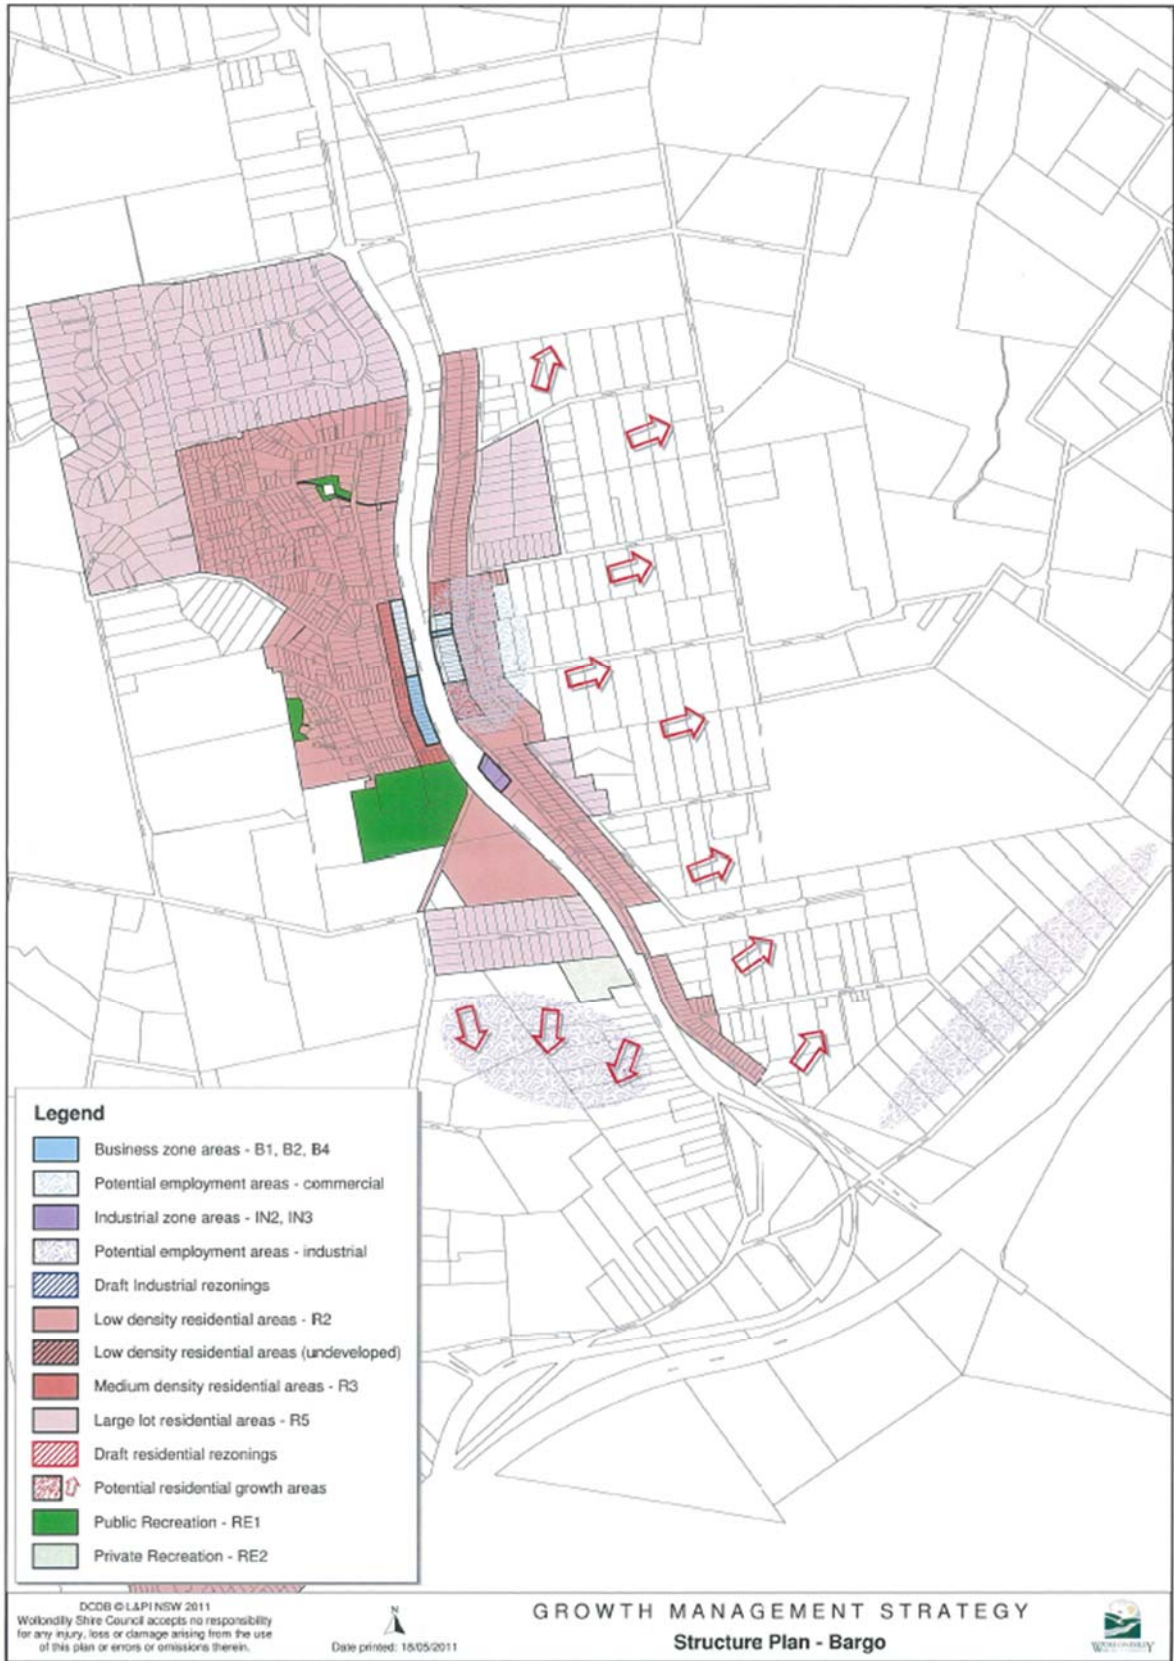 Legend
Business zone areas - B1, B2, B4
Potential employment areas - commercial
Industrial zone areas - IN2, IN3
Potential employment areas - industrial
Draft Industrial rezonings
Low density residential areas - R2
Low density residential areas (undeveloped)
Medium density residential areas - R3
Large lot residential areas - R5
Draft residential rezonings
Potential residential growth areas
Public Recreation - RE1
Private Recreation - RE2
DCDB © L&PI NSW 2011
Wollondilly Shire Council accepts no responsibility
for any injury, loss or damage arising from the use
of this plan or errors or omissions therein.
N
Date printed: 18/05/2011
GROWTH MANAGEMENT STRATEGY
Structure Plan - Bargo
WOLLONDILLY